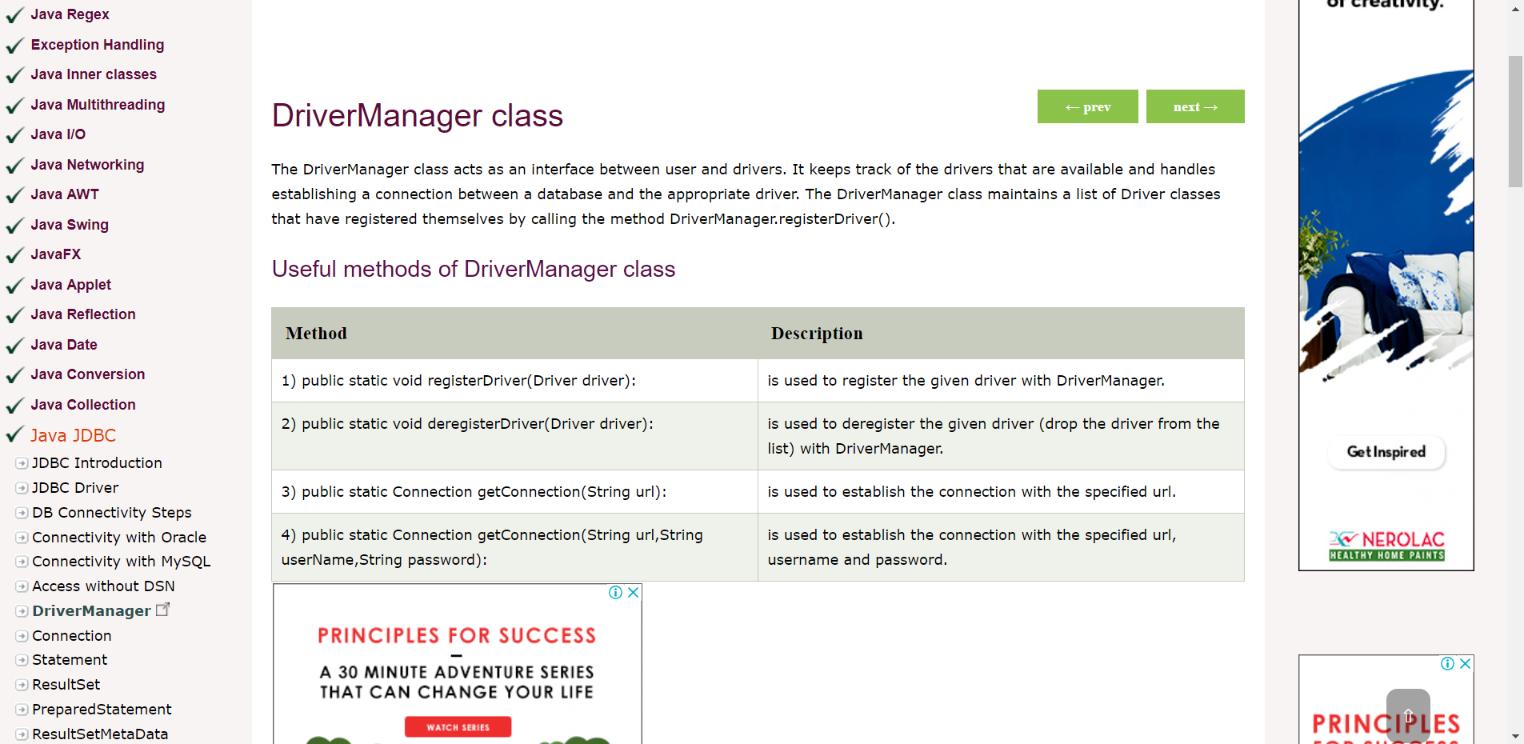 Java Regex
Exception Handling
Java Inner classes
Java Multithreading
Java I/O
Java Networking
Java AWT
Java Swing
JavaFX
Java Applet
Java Reflection
Java Date
Java Conversion
Java Collection
Java JDBC
JDBC Introduction
JDBC Driver
DB Connectivity Steps
Connectivity with Oracle
Connectivity with MySQL
Access without DSN
DriverManager
Connection
Statement
ResultSet
PreparedStatement
ResultSetMetaData
← prev next →
DriverManager class
The DriverManager class acts as an interface between user and drivers. It keeps track of the drivers that are available and handles
establishing a connection between a database and the appropriate driver. The DriverManager class maintains a list of Driver classes
that have registered themselves by calling the method DriverManager.registerDriver().
Useful methods of DriverManager class
Method Description
1) public static void registerDriver(Driver driver): is used to register the given driver with DriverManager.
2) public static void deregisterDriver(Driver driver): is used to deregister the given driver (drop the driver from the
list) with DriverManager.
3) public static Connection getConnection(String url): is used to establish the connection with the specified url.
4) public static Connection getConnection(String url,String is used to establish the connection with the specified url,
userName,String password): username and password.
PRINCIPLES FOR SUCCESS
A 30 MINUTE ADVENTURE SERIES
THAT CAN CHANGE YOUR LIFE
WATCH SERIES
of creativity.
Get Inspired
NEROLAC
HEALTHY HOME PAINTS
PRINCIPLES
FOR SUCCESS